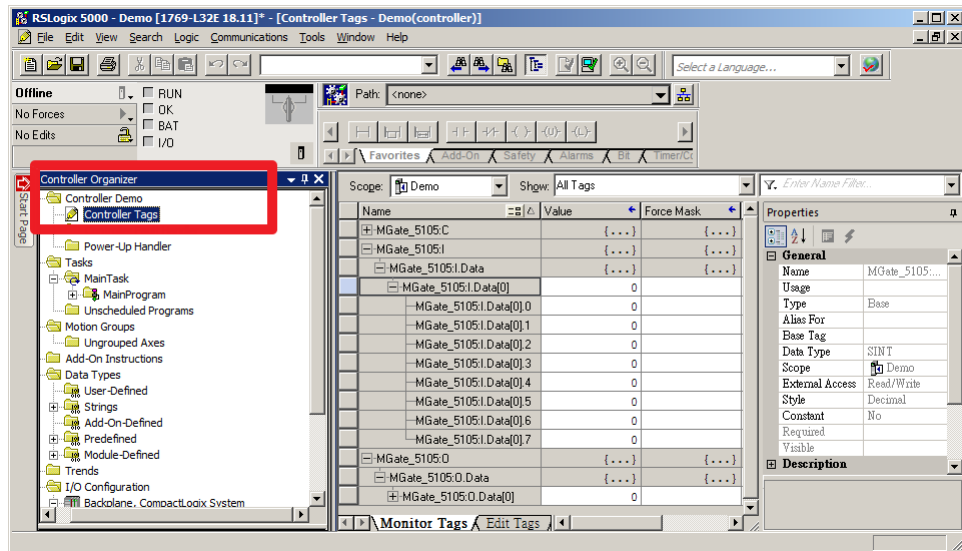 RSLogix 5000 - Demo [1769-L32E 18.11]* - [Controller Tags - Demo(controller)]
File Edit View Search Logic Communications Tools Window Help
Select a Language...
Offline
RUN
No Forces
OK
No Edits
BAT
I/O
Path: <none>
Favorites Add-On Safety Alarms Bit
Start Page
Controller Organizer
Controller Demo
Controller Tags
Power-Up Handler
Tasks
MainTask
MainProgram
Unscheduled Programs
Motion Groups
Ungrouped Axes
Add-On Instructions
Data Types
User-Defined
Strings
Add-On-Defined
Predefined
Module-Defined
Trends
I/O Configuration
Backplane, CompactLogix System
Scope: Demo Show: All Tags
Name Value Force Mask
MGate_5105:C {...} {...}
MGate_5105:I {...} {...}
MGate_5105:I.Data {...} {...}
MGate_5105:I.Data[0] 0
MGate_5105:I.Data[0].0 0
MGate_5105:I.Data[0].1 0
MGate_5105:I.Data[0].2 0
MGate_5105:I.Data[0].3 0
MGate_5105:I.Data[0].4 0
MGate_5105:I.Data[0].5 0
MGate_5105:I.Data[0].6 0
MGate_5105:I.Data[0].7 0
MGate_5105:O {...} {...}
MGate_5105:O.Data {...} {...}
MGate_5105:O.Data[0] 0
Monitor Tags Edit Tags
Enter Name Filter...
Properties
General
Name MGate_5105:...
Usage
Type Base
Alias For
Base Tag
Data Type SINT
Scope Demo
External Access Read/Write
Style Decimal
Constant No
Required
Visible
Description